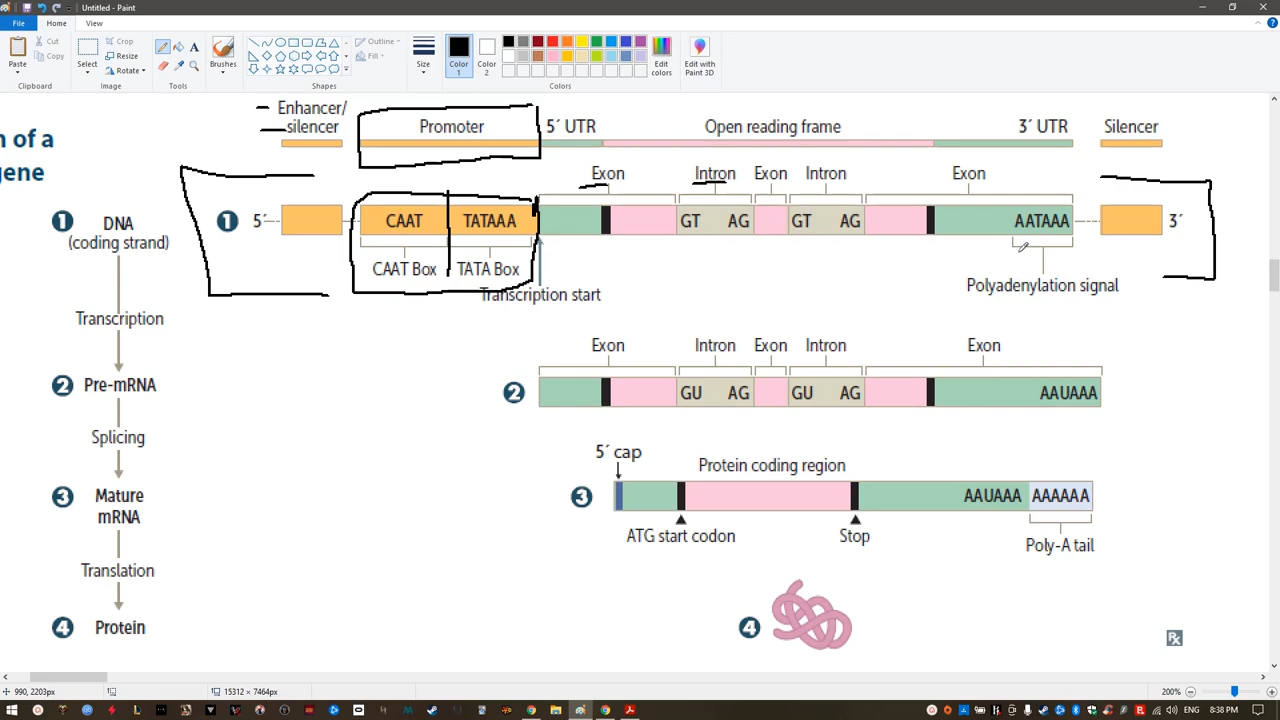 Untitled - Paint
File Home View
Paste
Cut
Copy
Clipboard
Select
Crop
Resize
Rotate
Image
Tools
Brushes
Shapes
Outline
Fill
Size
Color 1
Color 2
Edit colors
Edit with Paint 3D
Colors
n of a
gene
Enhancer/
silencer
Promoter
5´ UTR
Open reading frame
3´ UTR
Silencer
Exon Intron Exon Intron Exon
1 DNA
(coding strand)
1 5´ CAAT TATAAA GT AG GT AG AATAAA 3´
CAAT Box TATA Box
Transcription start
Polyadenylation signal
Transcription
Exon Intron Exon Intron Exon
2 Pre-mRNA
2 GU AG GU AG AAUAAA
Splicing
5´ cap
Protein coding region
3 Mature
mRNA
3 AAUAAA AAAAAA
ATG start codon Stop Poly-A tail
Translation
4 Protein
4
Rx
990, 2203px
15312 × 7464px
200%
8:38 PM